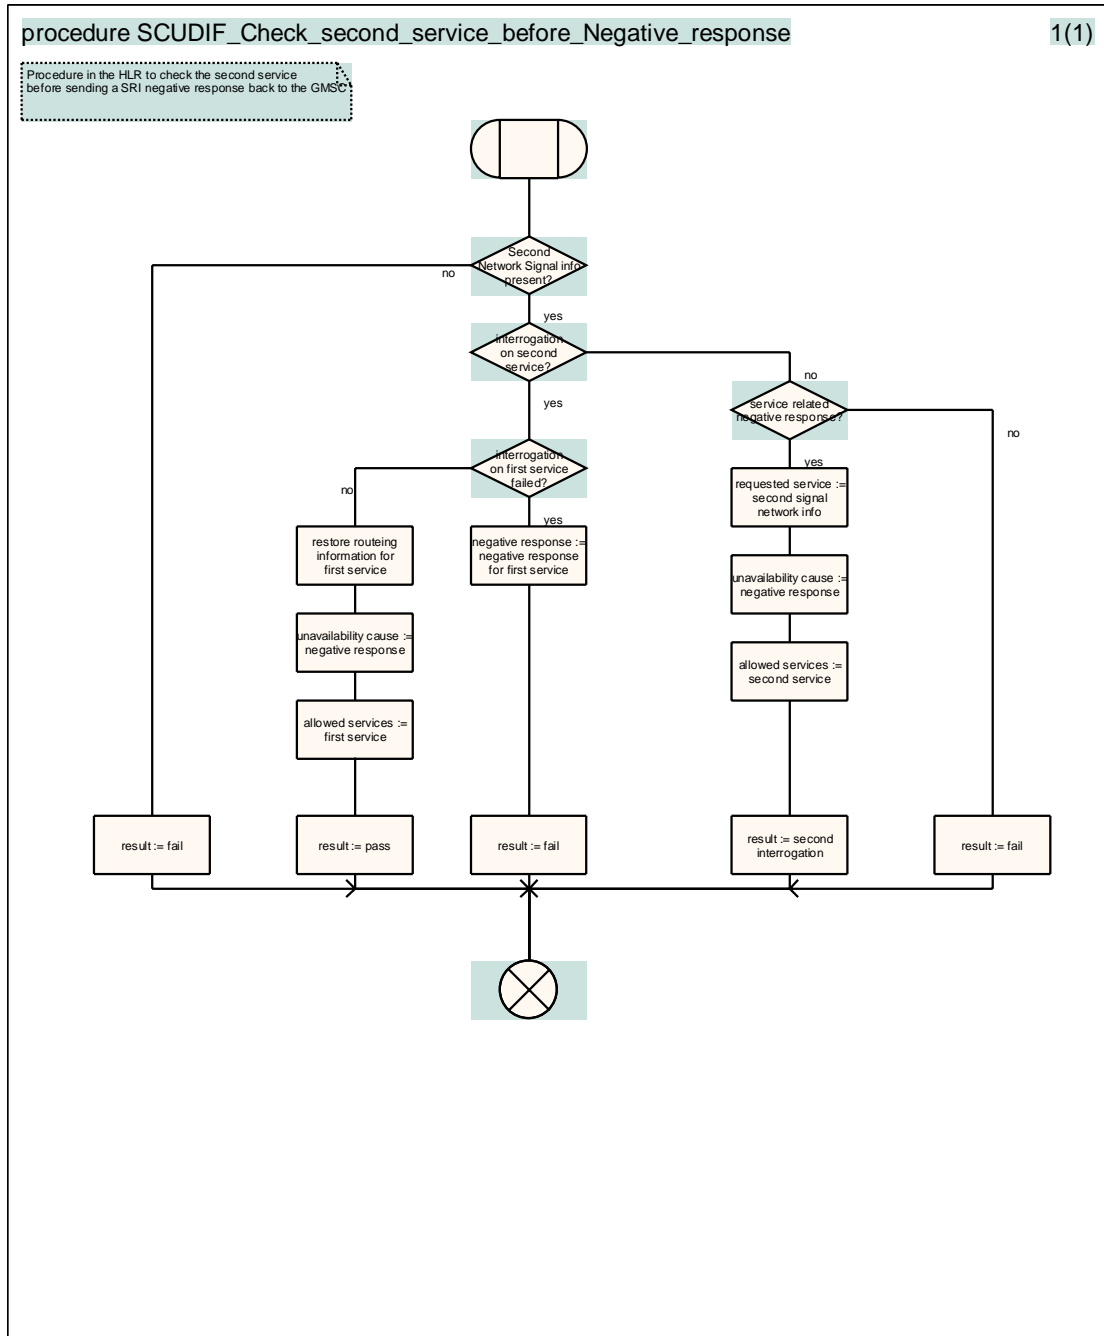 procedure SCUDIF_Check_second_service_before_Negative_response
1(1)
Procedure in the HLR to check the second service
before sending a SRI negative response back to the GMSC
Second
Network Signal info
present?
no
yes
interrogation
on second
service?
no
yes
service related
negative response?
no
yes
interrogation
on first service
failed?
no
yes
requested service :=
second signal
network info
restore routeing
information for
first service
negative response :=
negative response
for first service
unavailability cause :=
negative response
unavailability cause :=
negative response
allowed services :=
second service
allowed services :=
first service
result := fail
result := pass
result := fail
result := second
interrogation
result := fail